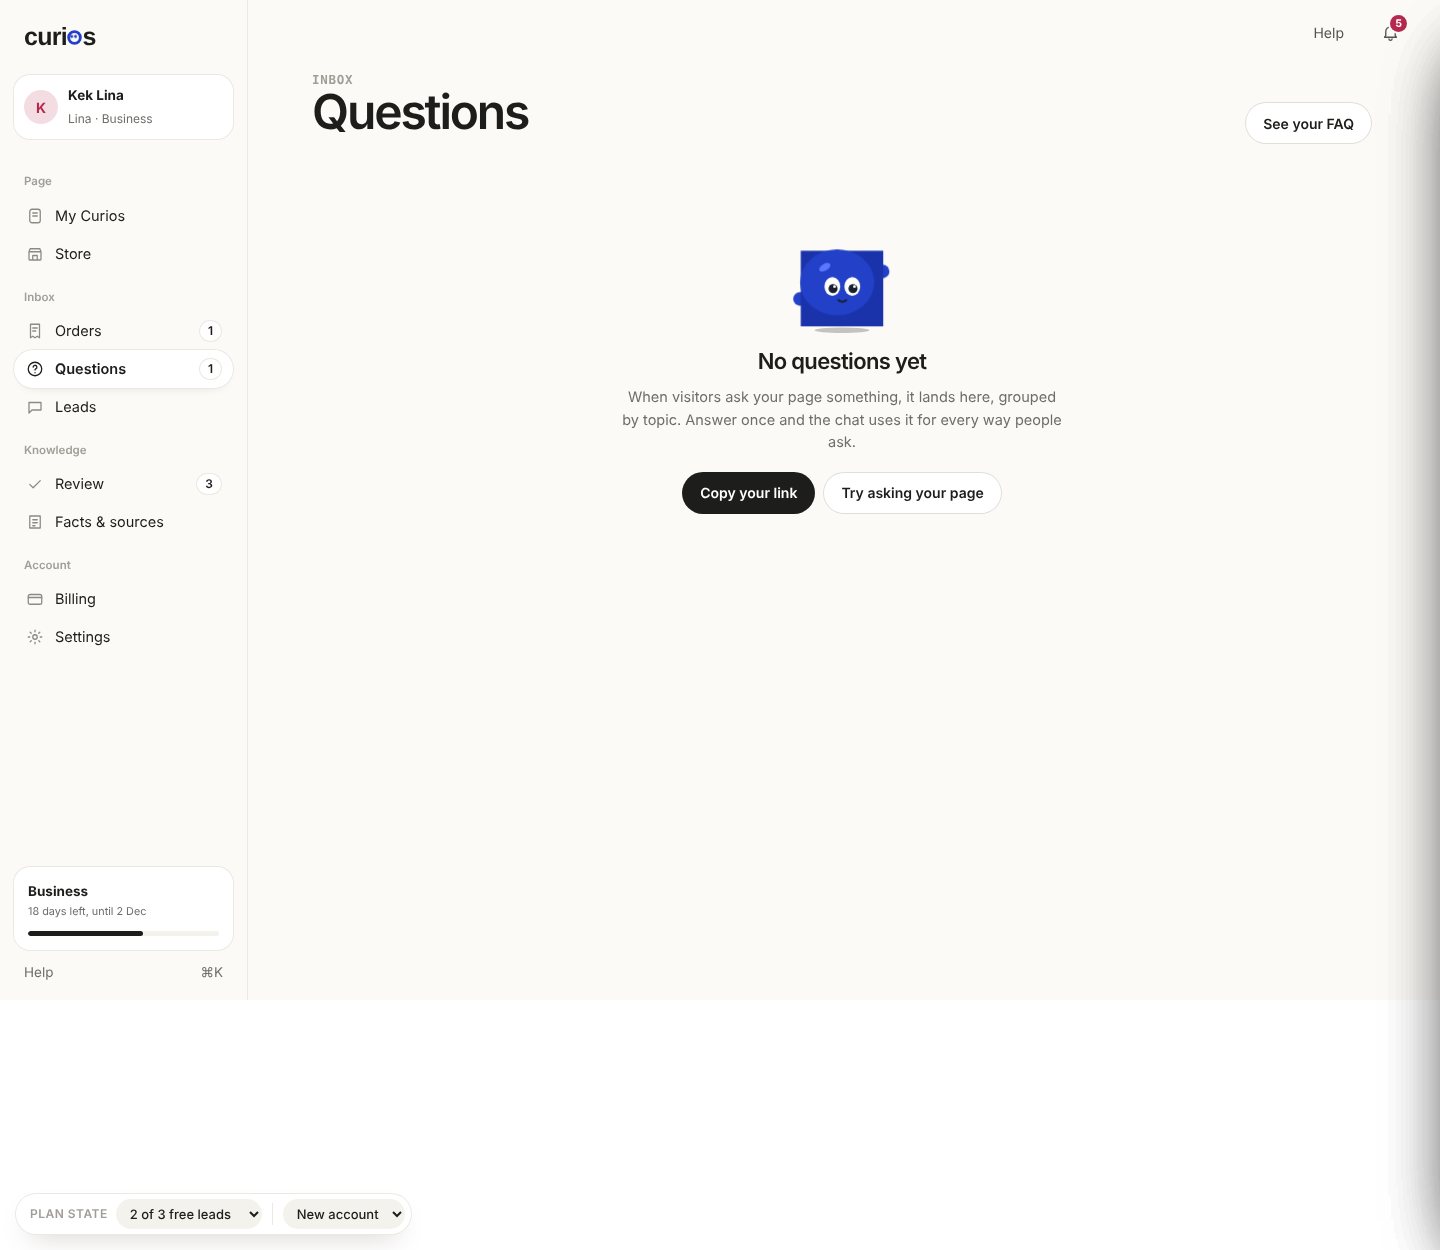 curios
Kek Lina
K
Lina · Business
Page
My Curios
Store
Inbox
Orders 1
Questions 1
Leads
Knowledge
Review 3
Facts & sources
Account
Billing
Settings
Business
18 days left, until 2 Dec
Help ⌘K
Help 5
INBOX
Questions
See your FAQ
No questions yet
When visitors ask your page something, it lands here, grouped
by topic. Answer once and the chat uses it for every way people
ask.
Copy your link Try asking your page
PLAN STATE 2 of 3 free leads New account